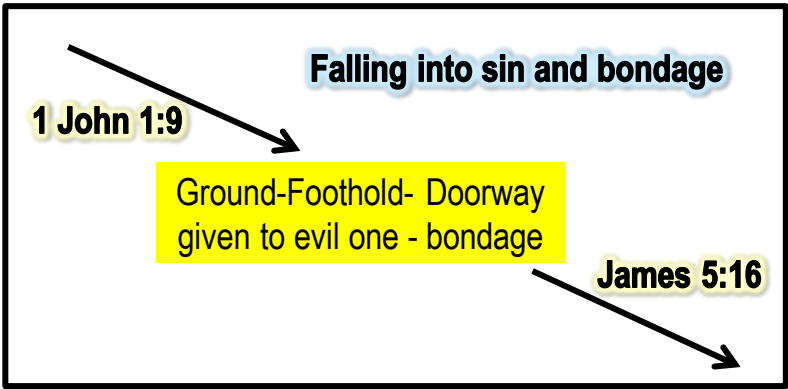 Falling into sin and bondage
1 John 1:9
Ground-Foothold- Doorway
given to evil one - bondage
James 5:16